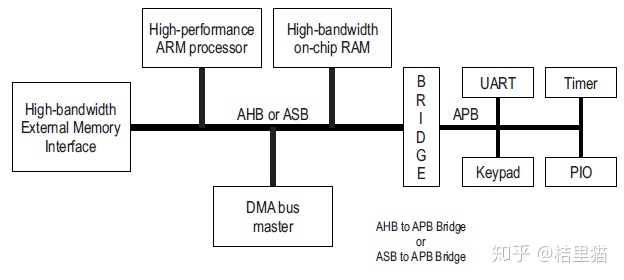 High-performance
ARM processor
High-bandwidth
on-chip RAM
High-bandwidth
External Memory
Interface
AHB or ASB
DMA bus
master
B
R
I
D
G
E
APB
UART
Timer
Keypad
PIO
AHB to APB Bridge
or
ASB to APB Bridge
知乎 @桔里猫